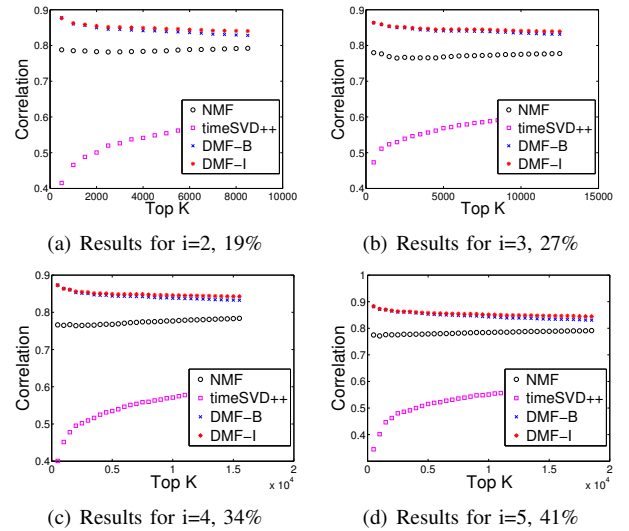 0.9
0.8
0.7
0.6
0.5
0.4
Correlation
0 2000 4000 6000 8000 10000
Top K
NMF
timeSVD++
DMF−B
DMF−I
(a) Results for i=2, 19%
0.9
0.8
0.7
0.6
0.5
0.4
Correlation
0 5000 10000 15000
Top K
NMF
timeSVD++
DMF−B
DMF−I
(b) Results for i=3, 27%
0.9
0.8
0.7
0.6
0.5
0.4
Correlation
0 0.5 1 1.5 2
x 10⁴
Top K
NMF
timeSVD++
DMF−B
DMF−I
(c) Results for i=4, 34%
1
0.9
0.8
0.7
0.6
0.5
0.4
0.3
Correlation
0 0.5 1 1.5 2
x 10⁴
Top K
NMF
timeSVD++
DMF−B
DMF−I
(d) Results for i=5, 41%